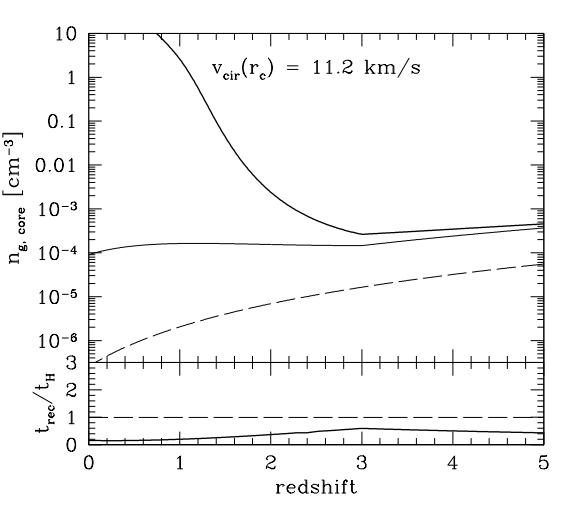 10
v_cir(r_c) = 11.2 km/s
1
0.1
0.01
10^-3
10^-4
10^-5
10^-6
n_g, core [cm^-3]
3
2
1
0
t_rec/t_H
0 1 2 3 4 5
redshift